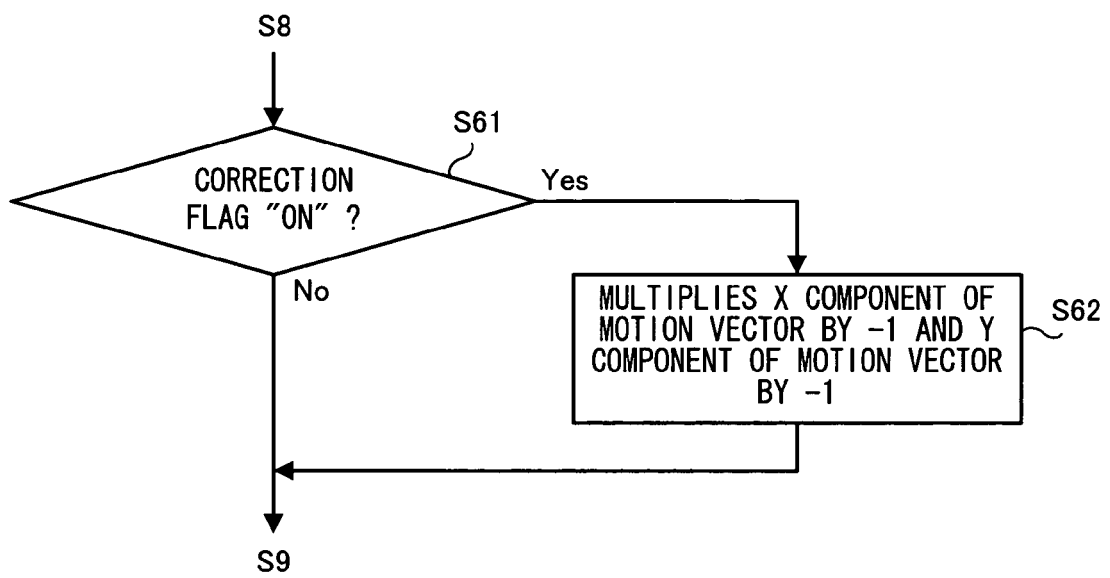 S8
S61
CORRECTION
FLAG "ON" ?
Yes
No
MULTIPLIES X COMPONENT OF
MOTION VECTOR BY -1 AND Y
COMPONENT OF MOTION VECTOR
BY -1
S62
S9